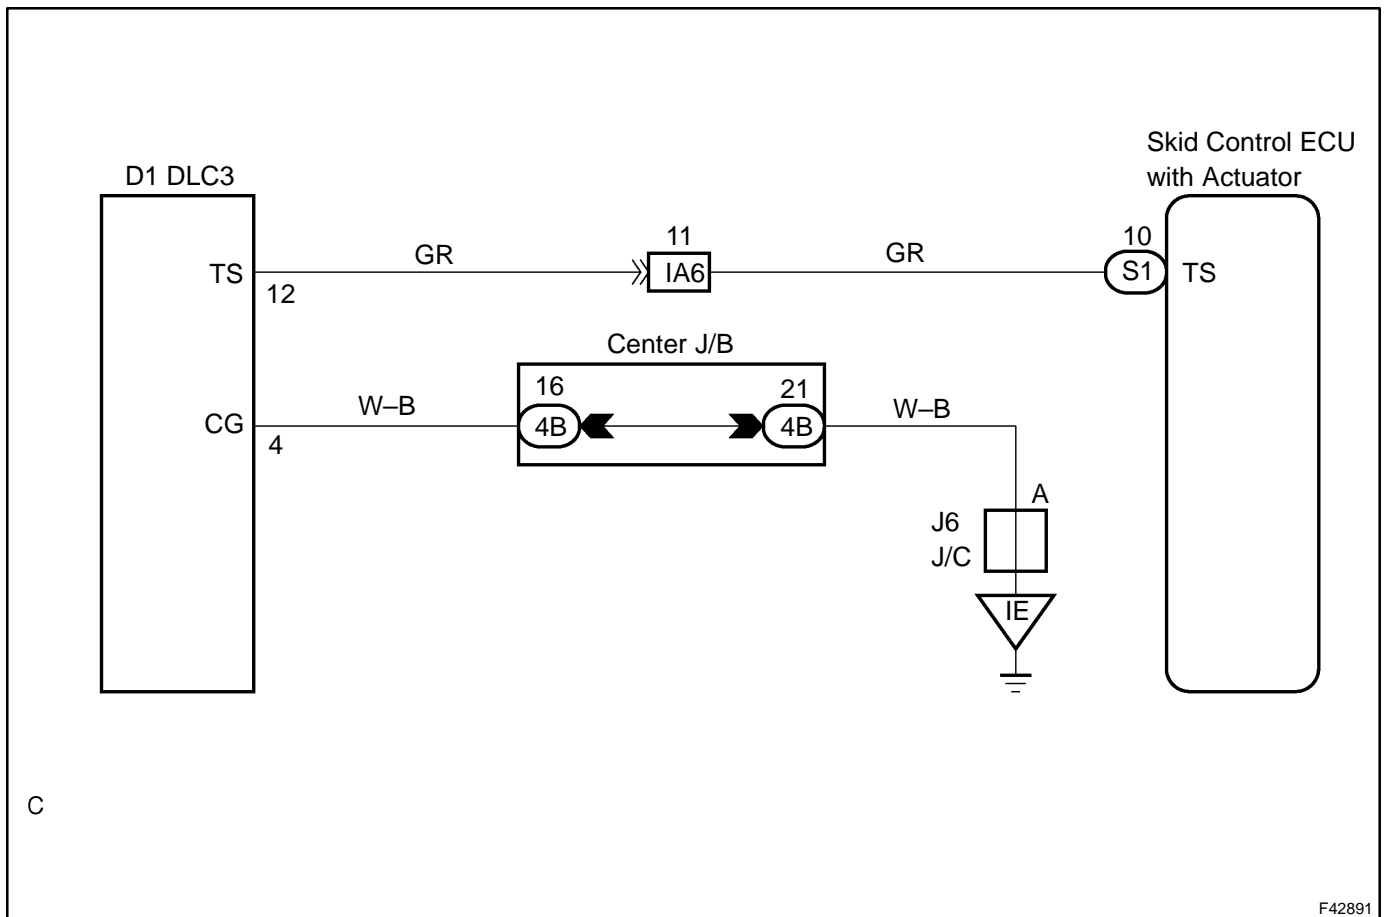 Skid Control ECU
with Actuator
D1 DLC3
TS
12
GR
11
IA6
GR
10
S1
TS
Center J/B
CG
4
W–B
16
4B
21
4B
W–B
A
J6
J/C
IE
C
F42891